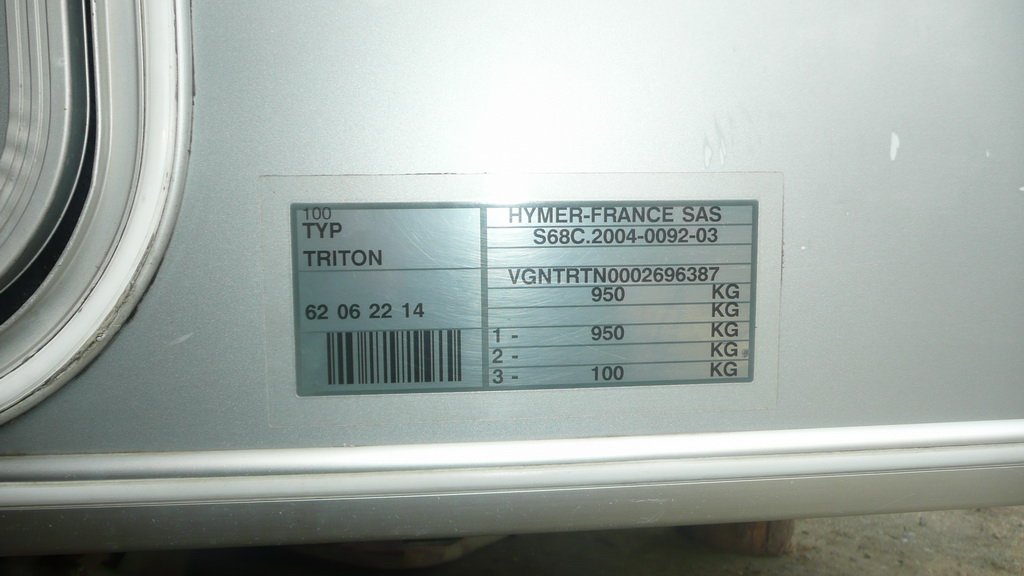 100
TYP
TRITON
62 06 22 14
HYMER-FRANCE SAS
S68C.2004-0092-03
VGNTRTN0002696387
950 KG
KG
1 - 950 KG
2 - KG
3 - 100 KG